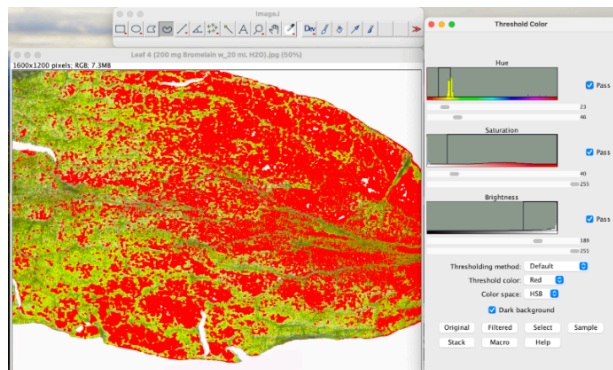 ImageJ
Dev
Leaf 4 (200 mg Bromelain w_20 mL H2O).jpg (50%)
1600x1200 pixels; RGB; 7.3MB
Threshold Color
Hue
Pass
23
46
Saturation
Pass
40
255
Brightness
Pass
189
255
Thresholding method: Default
Threshold color: Red
Color space: HSB
Dark background
Original Filtered Select Sample
Stack Macro Help